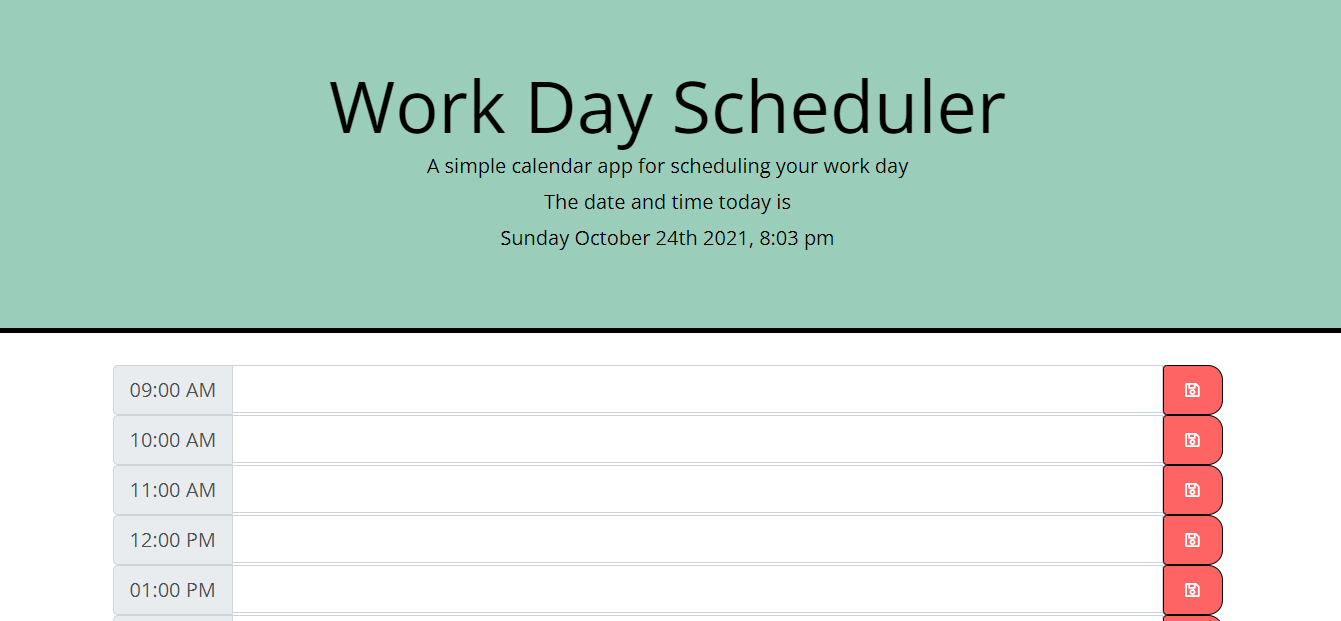 Work Day Scheduler
A simple calendar app for scheduling your work day
The date and time today is
Sunday October 24th 2021, 8:03 pm
09:00 AM
10:00 AM
11:00 AM
12:00 PM
01:00 PM